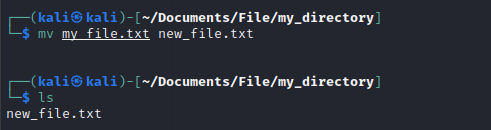 ┌──(kali㉿kali)-[~/Documents/File/my_directory]
└─$ mv my_file.txt new_file.txt
┌──(kali㉿kali)-[~/Documents/File/my_directory]
└─$ ls
new_file.txt